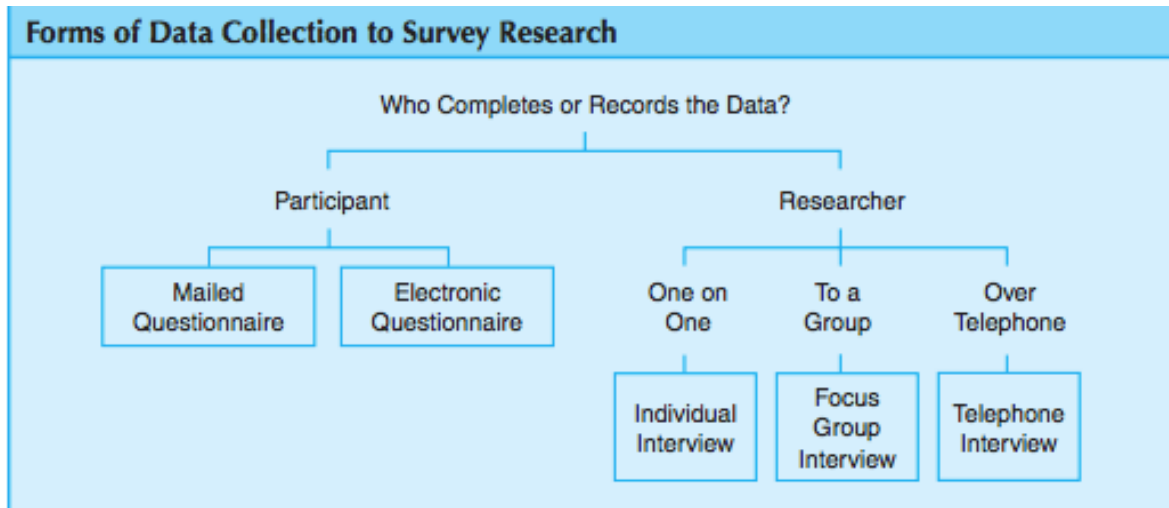 Forms of Data Collection to Survey Research
Who Completes or Records the Data?
Participant
Researcher
Mailed
Questionnaire
Electronic
Questionnaire
One on
One
To a
Group
Over
Telephone
Individual
Interview
Focus
Group
Interview
Telephone
Interview